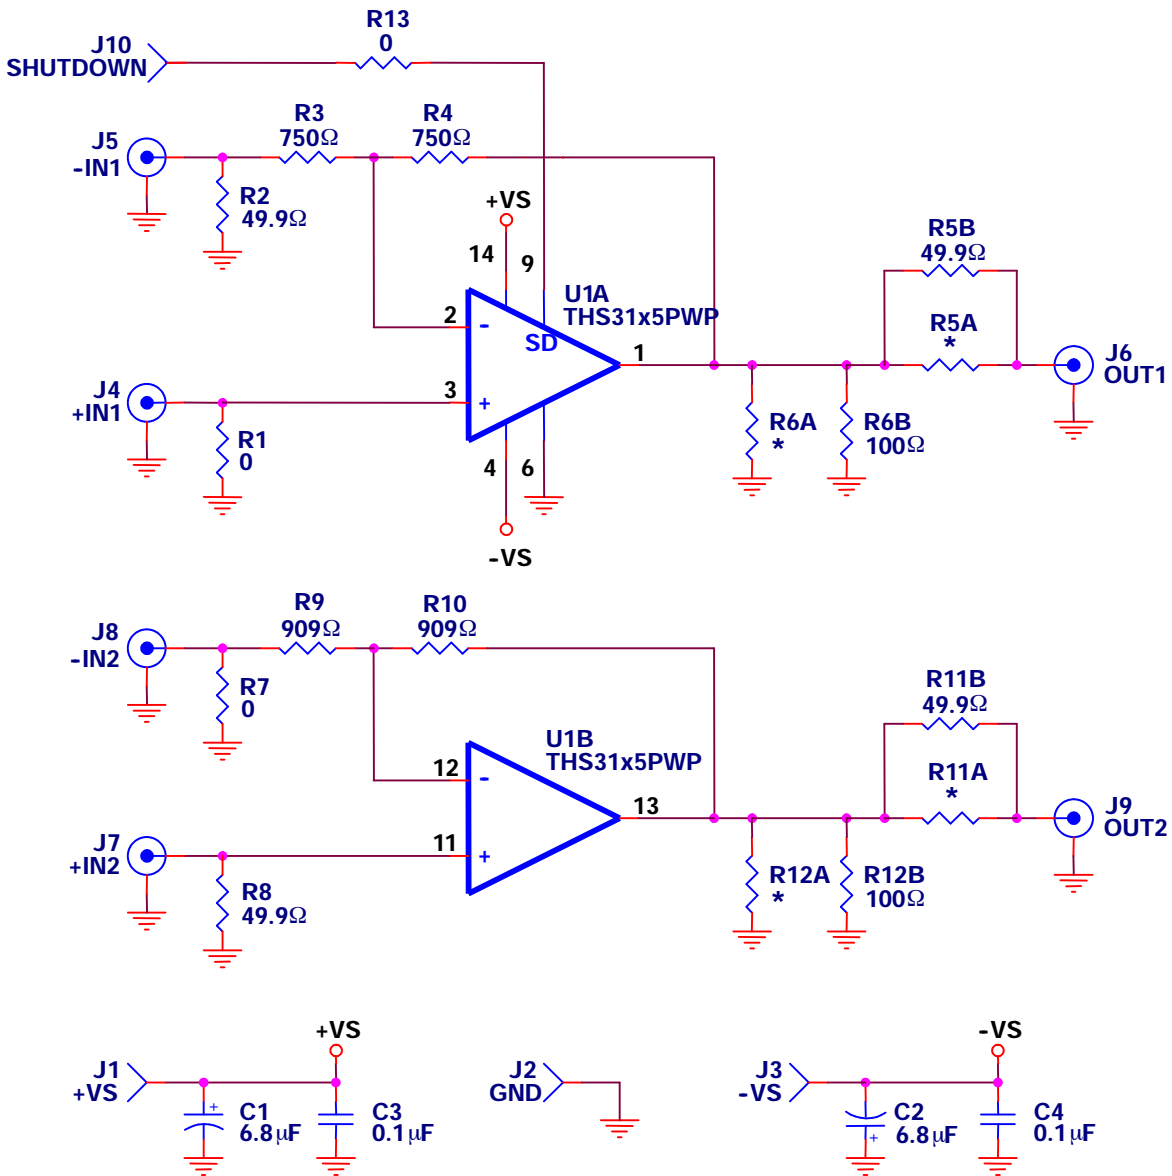 R13
0
J10
SHUTDOWN
R3
750Ω
R4
750Ω
J5
-IN1
R2
49.9Ω
+VS
14
9
U1A
THS31x5PWP
R5B
49.9Ω
2
-
SD
1
R5A
*
J6
OUT1
J4
+IN1
3
+
R1
0
R6A
*
R6B
100Ω
4
6
-VS
R9
909Ω
R10
909Ω
J8
-IN2
R7
0
R11B
49.9Ω
U1B
THS31x5PWP
12
-
13
R11A
*
J9
OUT2
J7
+IN2
11
+
R8
49.9Ω
R12A
*
R12B
100Ω
+VS
-VS
J1
+VS
J2
GND
J3
-VS
+
C1
6.8µF
C3
0.1µF
+
C2
6.8µF
C4
0.1µF